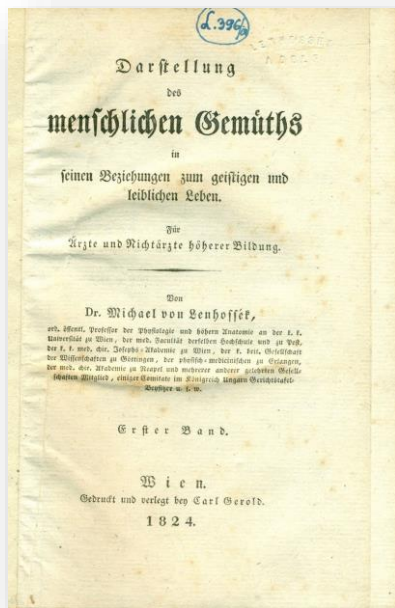 L.396/a
Darstellung
des
menschlichen Gemüths
in
seinen Beziehungen zum geistigen und
leiblichen Leben.
Für
Ärzte und Nichtärzte höherer Bildung.
Von
Dr. Michael von Lenhossék,
ord. öffentl. Professor der Physiologie und höhern Anatomie an der k. k.
Universität zu Wien, der med. Facultät derselben Hochschule und zu Pest,
der k. k. med. chir. Josephs-Akademie zu Wien, der k. Gesellschaft
der Wissenschaften zu Göttingen, der physisch-medicinischen zu Erlangen,
der med. chir. Akademie zu Neapel und mehrerer anderer gelehrten Gesell-
schaften Mitglied, einiger Comitate im Königreich Ungarn Gerichtstafel-
Beysitzer u. s. w.
Erster Band.
Wien.
Gedruckt und verlegt bey Carl Gerold.
1824.